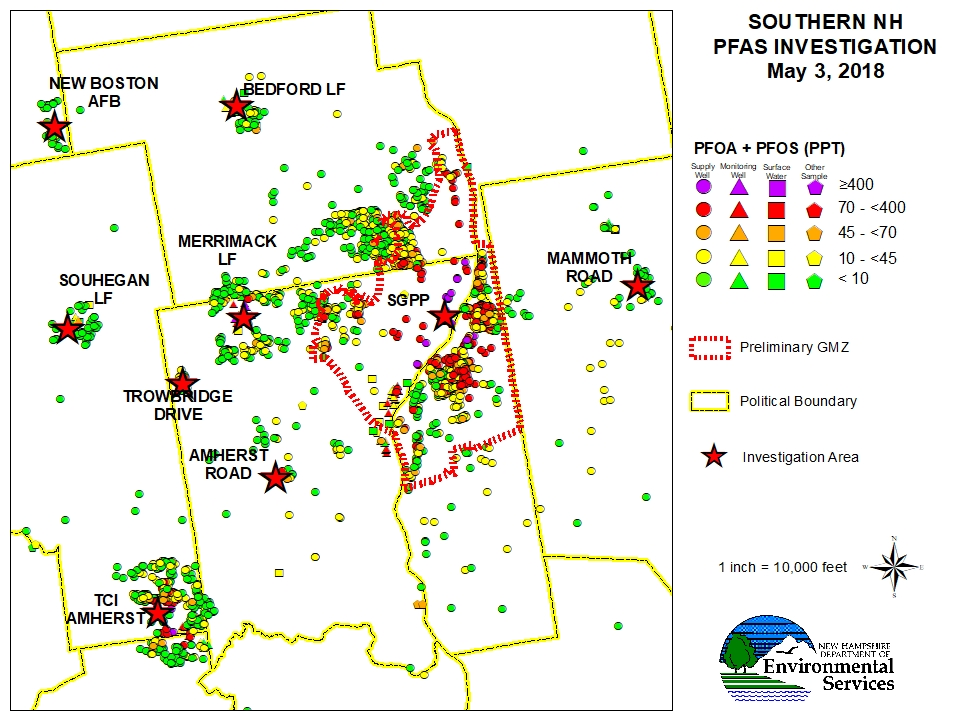 SOUTHERN NH
PFAS INVESTIGATION
May 3, 2018
NEW BOSTON
AFB
BEDFORD LF
MERRIMACK
LF
MAMMOTH
ROAD
SOUHEGAN
LF
SGPP
TROWBRIDGE
DRIVE
AMHERST
ROAD
TCI
AMHERST
PFOA + PFOS (PPT)
Supply Well
Monitoring Well
Surface Water
Other Sample
≥400
70 - <400
45 - <70
10 - <45
< 10
Preliminary GMZ
Political Boundary
Investigation Area
1 inch = 10,000 feet
N
W
E
S
NEW HAMPSHIRE
DEPARTMENT OF
Environmental
Services